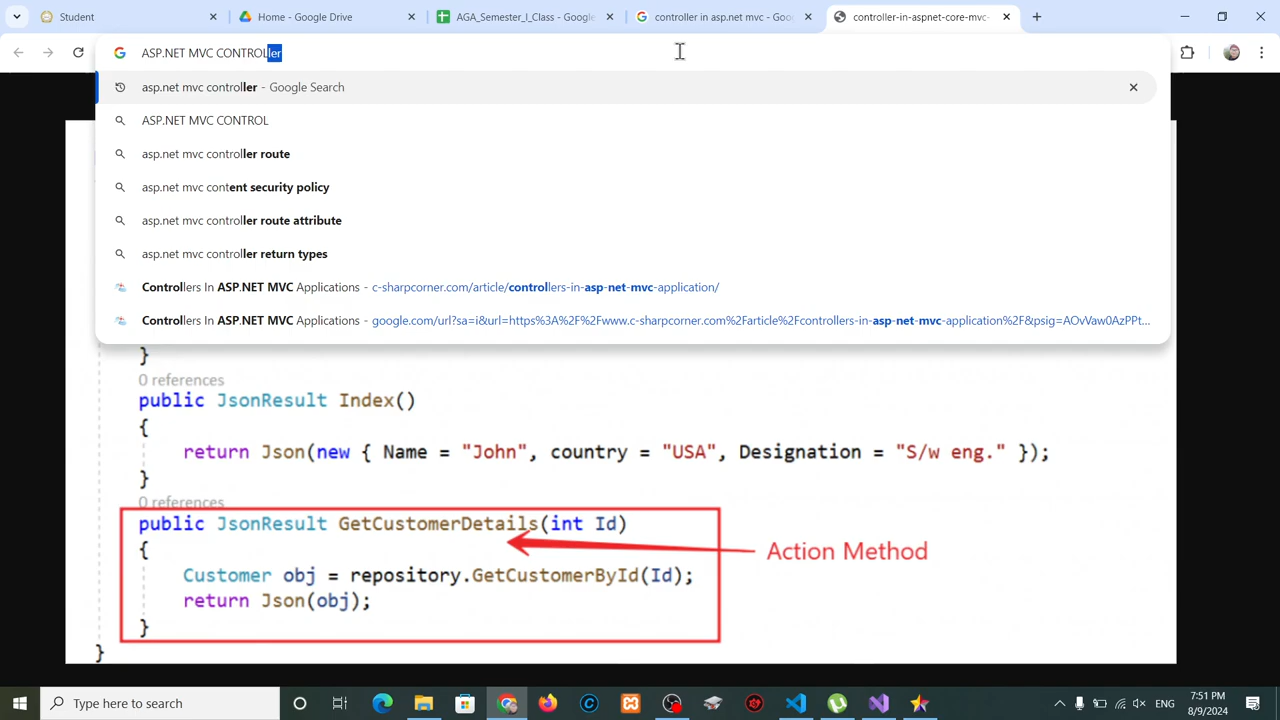 Student
Home - Google Drive
AGA_Semester_I_Class - Google
controller in asp.net mvc - Goog
controller-in-aspnet-core-mvc-
ASP.NET MVC CONTROLler
asp.net mvc controller - Google Search
ASP.NET MVC CONTROL
asp.net mvc controller route
asp.net mvc content security policy
asp.net mvc controller route attribute
asp.net mvc controller return types
Controllers In ASP.NET MVC Applications - c-sharpcorner.com/article/controllers-in-asp-net-mvc-application/
Controllers In ASP.NET MVC Applications - google.com/url?sa=i&url=https%3A%2F%2Fwww.c-sharpcorner.com%2Farticle%2Fcontrollers-in-asp-net-mvc-application%2F&psig=AOvVaw0AzPPt...
}
0 references
public JsonResult Index()
{
return Json(new { Name = "John", country = "USA", Designation = "S/w eng." });
}
0 references
public JsonResult GetCustomerDetails(int Id)
{
Action Method
Customer obj = repository.GetCustomerById(Id);
return Json(obj);
}
}
Type here to search
ENG
7:51 PM
8/9/2024